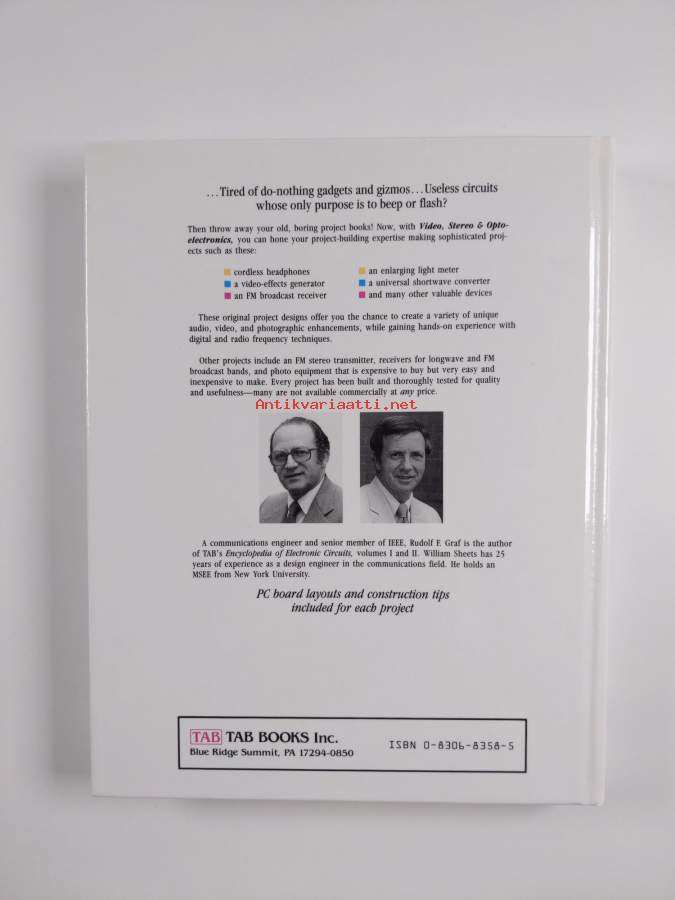 ...Tired of do-nothing gadgets and gizmos...Useless circuits
whose only purpose is to beep or flash?
Then throw away your old, boring project books! Now, with Video, Stereo & Opto-
electronics, you can hone your project-building expertise making sophisticated proj-
ects such as these:
cordless headphones
a video-effects generator
an FM broadcast receiver
an enlarging light meter
a universal shortwave converter
and many other valuable devices
These original project designs offer you the chance to create a variety of unique
audio, video, and photographic enhancements, while gaining hands-on experience with
digital and radio frequency techniques.
Other projects include an FM stereo transmitter, receivers for longwave and FM
broadcast bands, and photo equipment that is expensive to buy but very easy and
inexpensive to make. Every project has been built and thoroughly tested for quality
and usefulness—many are not available commercially at any price.
Antikvariaatti.net
A communications engineer and senior member of IEEE, Rudolf F. Graf is the author
of TAB's Encyclopedia of Electronic Circuits, volumes I and II. William Sheets has 25
years of experience as a design engineer in the communications field. He holds an
MSEE from New York University.
PC board layouts and construction tips
included for each project
TAB TAB BOOKS Inc.
Blue Ridge Summit, PA 17294-0850
ISBN 0-8306-8358-5